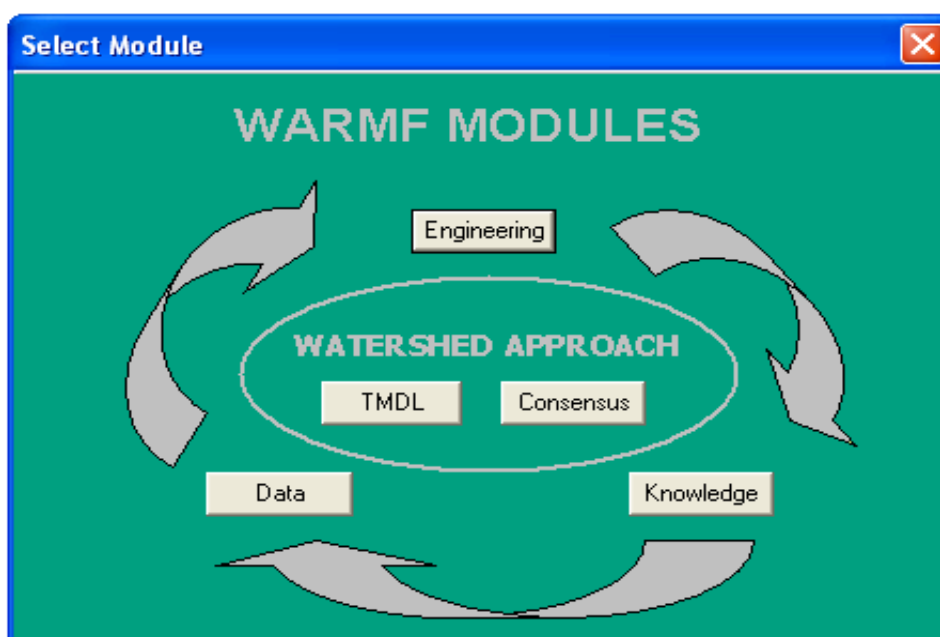 Select Module
WARMF MODULES
Engineering
WATERSHED APPROACH
TMDL Consensus
Data Knowledge